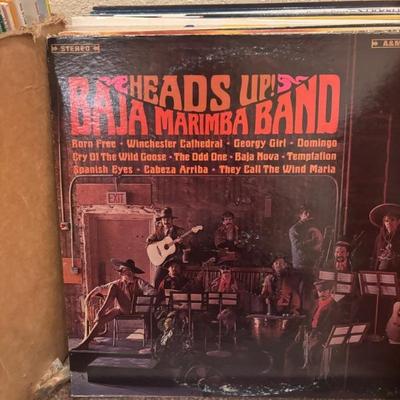 STEREO
A&M
HEADS UP!
BAJA MARIMBA BAND
Born Free • Winchester Cathedral • Georgy Girl • Domingo
Cry Of The Wild Goose • The Odd One • Baja Nova • Temptation
Spanish Eyes • Cabeza Arriba • They Call The Wind Maria
EXIT